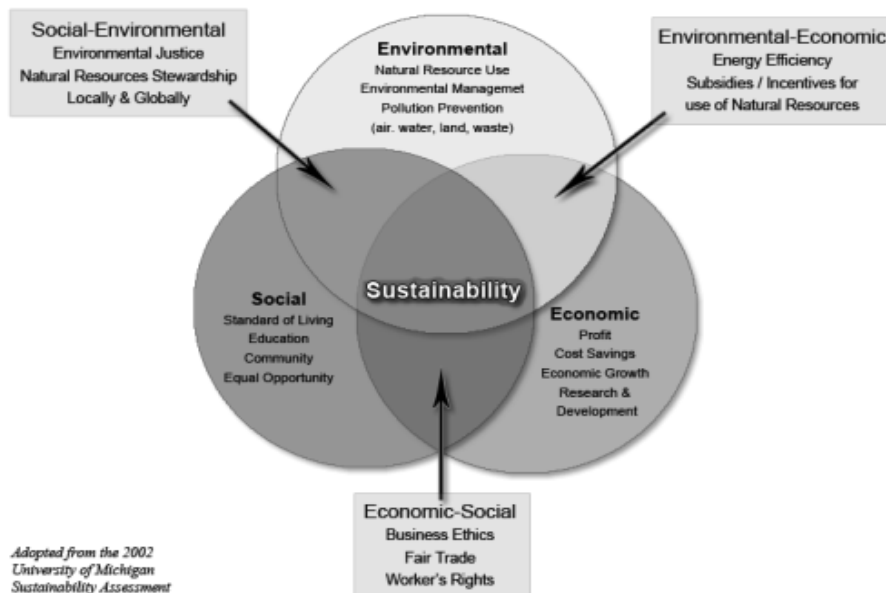 Social-Environmental
Environmental Justice
Natural Resources Stewardship
Locally & Globally
Environmental
Natural Resource Use
Environmental Managemet
Pollution Prevention
(air. water, land, waste)
Environmental-Economic
Energy Efficiency
Subsidies / Incentives for
use of Natural Resources
Sustainability
Social
Standard of Living
Education
Community
Equal Opportunity
Economic
Profit
Cost Savings
Economic Growth
Research &
Development
Economic-Social
Business Ethics
Fair Trade
Worker's Rights
Adopted from the 2002
University of Michigan
Sustainability Assessment